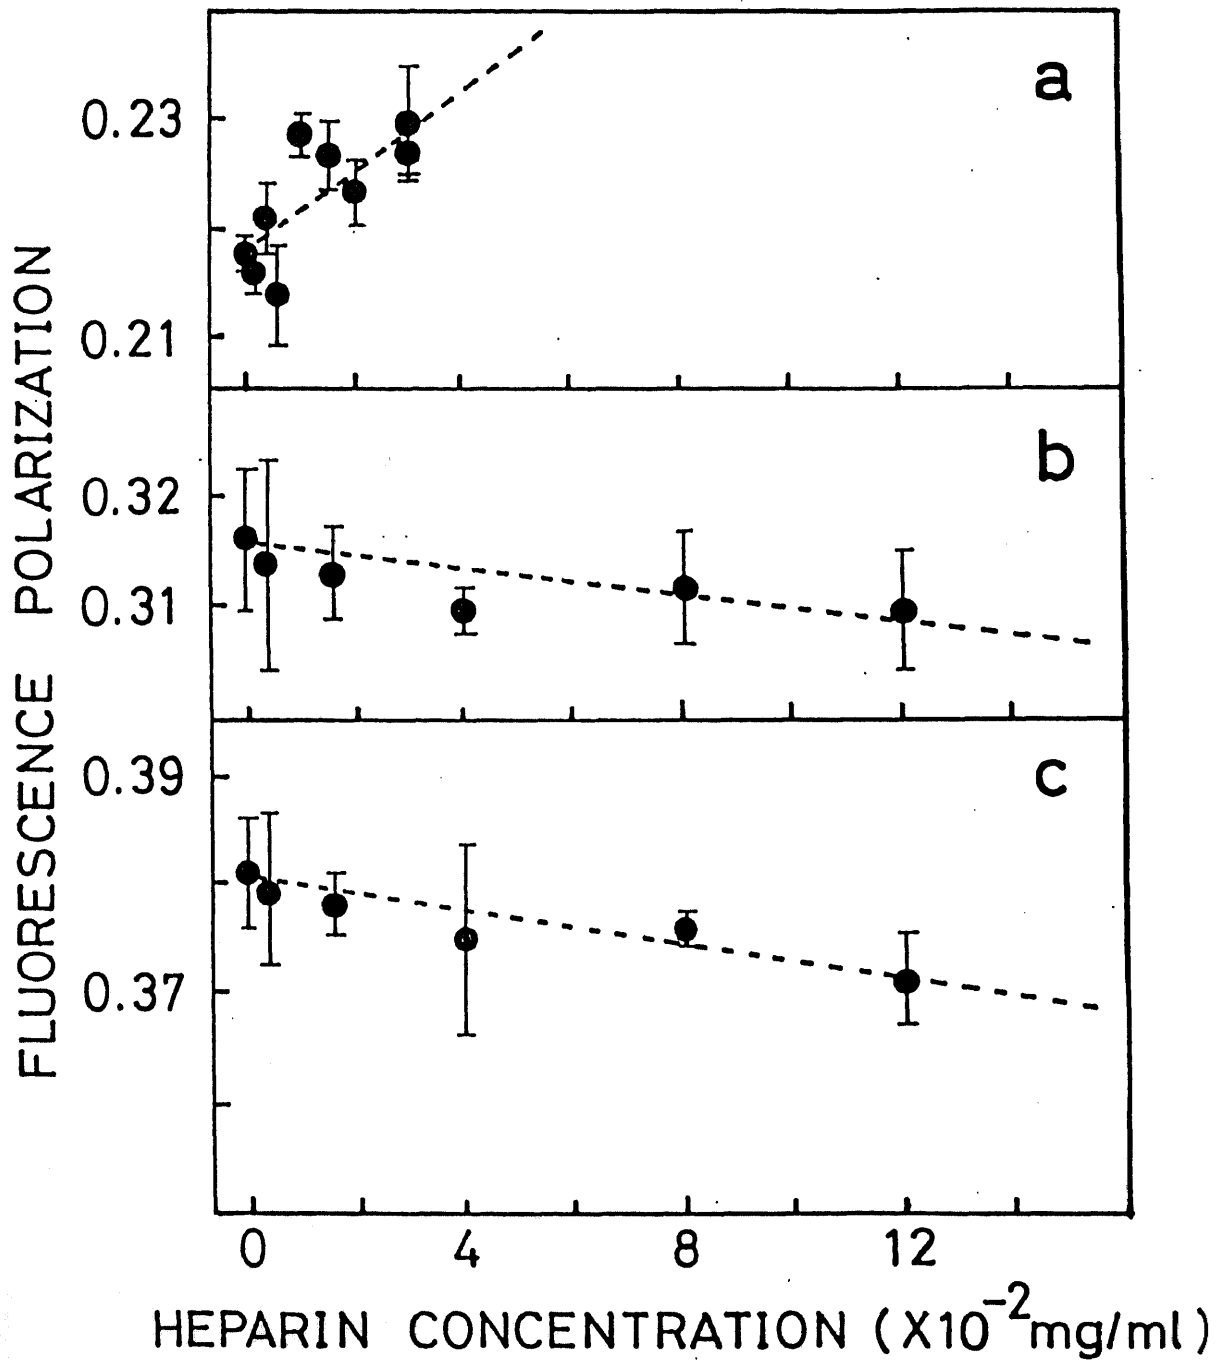 a
0.23
0.21
b
0.32
0.31
c
0.39
0.37
FLUORESCENCE POLARIZATION
0 4 8 12
HEPARIN CONCENTRATION (X10-2mg/ml)